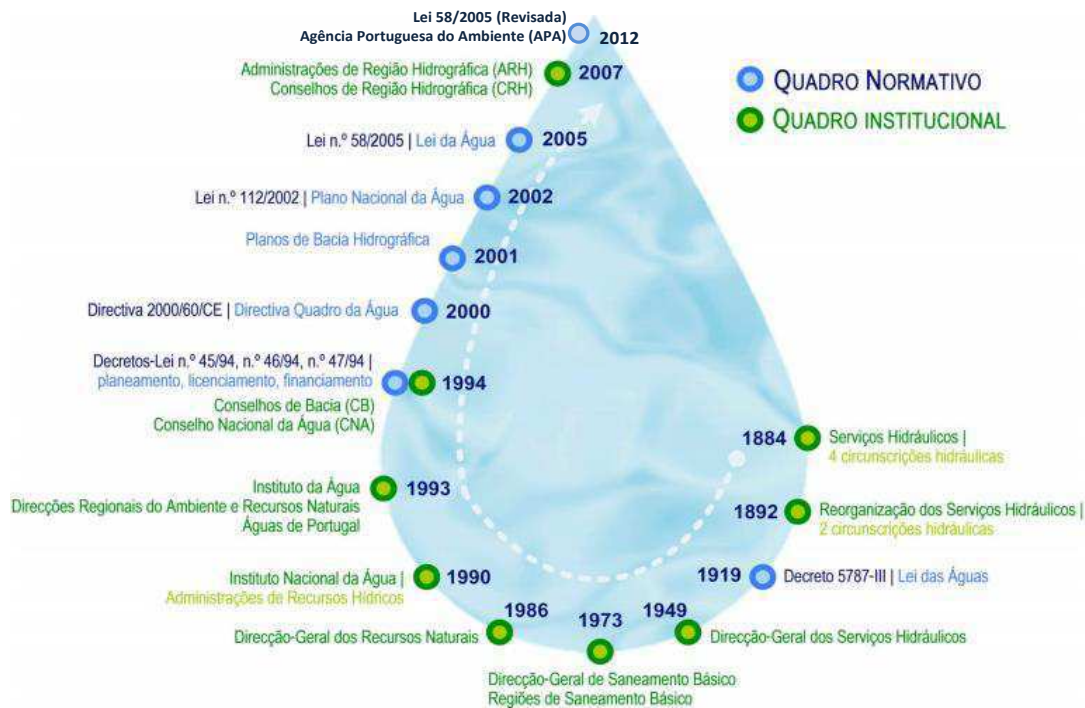 Lei 58/2005 (Revisada)
Agência Portuguesa do Ambiente (APA)
2012
Administrações de Região Hidrográfica (ARH)
Conselhos de Região Hidrográfica (CRH)
2007
QUADRO NORMATIVO
QUADRO INSTITUCIONAL
Lei n.º 58/2005 | Lei da Água
2005
Lei n.º 112/2002 | Plano Nacional da Água
2002
Planos de Bacia Hidrográfica
2001
Directiva 2000/60/CE | Directiva Quadro da Água
2000
Decretos-Lei n.º 45/94, n.º 46/94, n.º 47/94 |
planeamento, licenciamento, financiamento
1994
Conselhos de Bacia (CB)
Conselho Nacional da Água (CNA)
1884
Serviços Hidráulicos |
4 circunscrições hidráulicas
Instituto da Água
Direcções Regionais do Ambiente e Recursos Naturais
Águas de Portugal
1993
1892
Reorganização dos Serviços Hidráulicos |
2 circunscrições hidráulicas
Instituto Nacional da Água |
Administrações de Recursos Hídricos
1990
1919
Decreto 5787-III | Lei das Águas
1986
Direcção-Geral dos Recursos Naturais
1973
Direcção-Geral de Saneamento Básico
Regiões de Saneamento Básico
1949
Direcção-Geral dos Serviços Hidráulicos